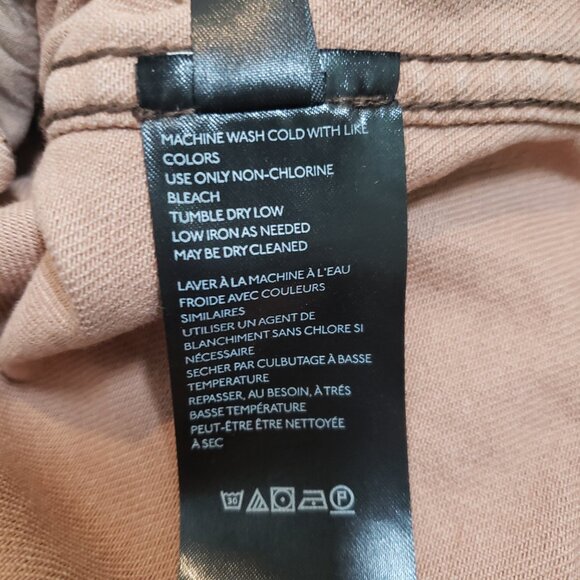 MACHINE WASH COLD WITH LIKE
COLORS
USE ONLY NON-CHLORINE
BLEACH
TUMBLE DRY LOW
LOW IRON AS NEEDED
MAY BE DRY CLEANED
LAVER À LA MACHINE À L'EAU
FROIDE AVEC COULEURS
SIMILAIRES
UTILISER UN AGENT DE
BLANCHIMENT SANS CHLORE SI
NÉCESSAIRE
SECHER PAR CULBUTAGE À BASSE
TEMPERATURE
REPASSER, AU BESOIN, À TRÉS
BASSE TEMPÉRATURE
PEUT-ÊTRE ÊTRE NETTOYÉE
À SEC
30 P